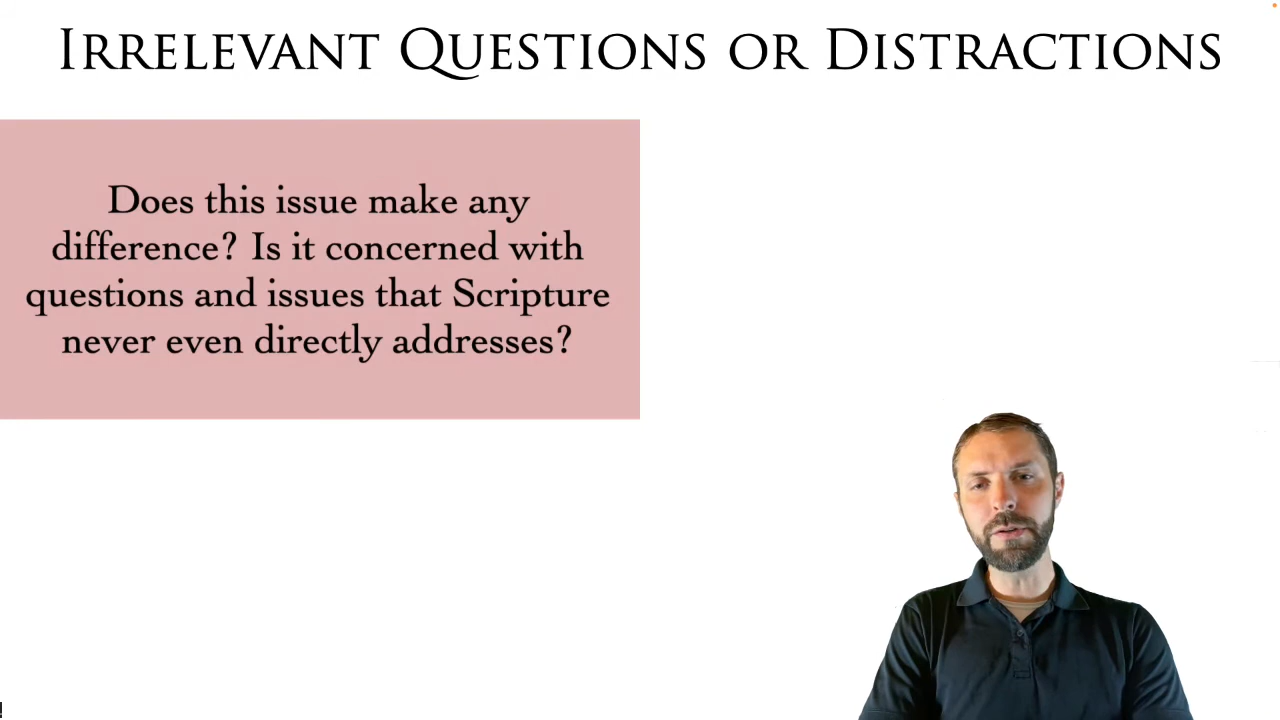 Irrelevant Questions or Distractions
Does this issue make any
difference? Is it concerned with
questions and issues that Scripture
never even directly addresses?